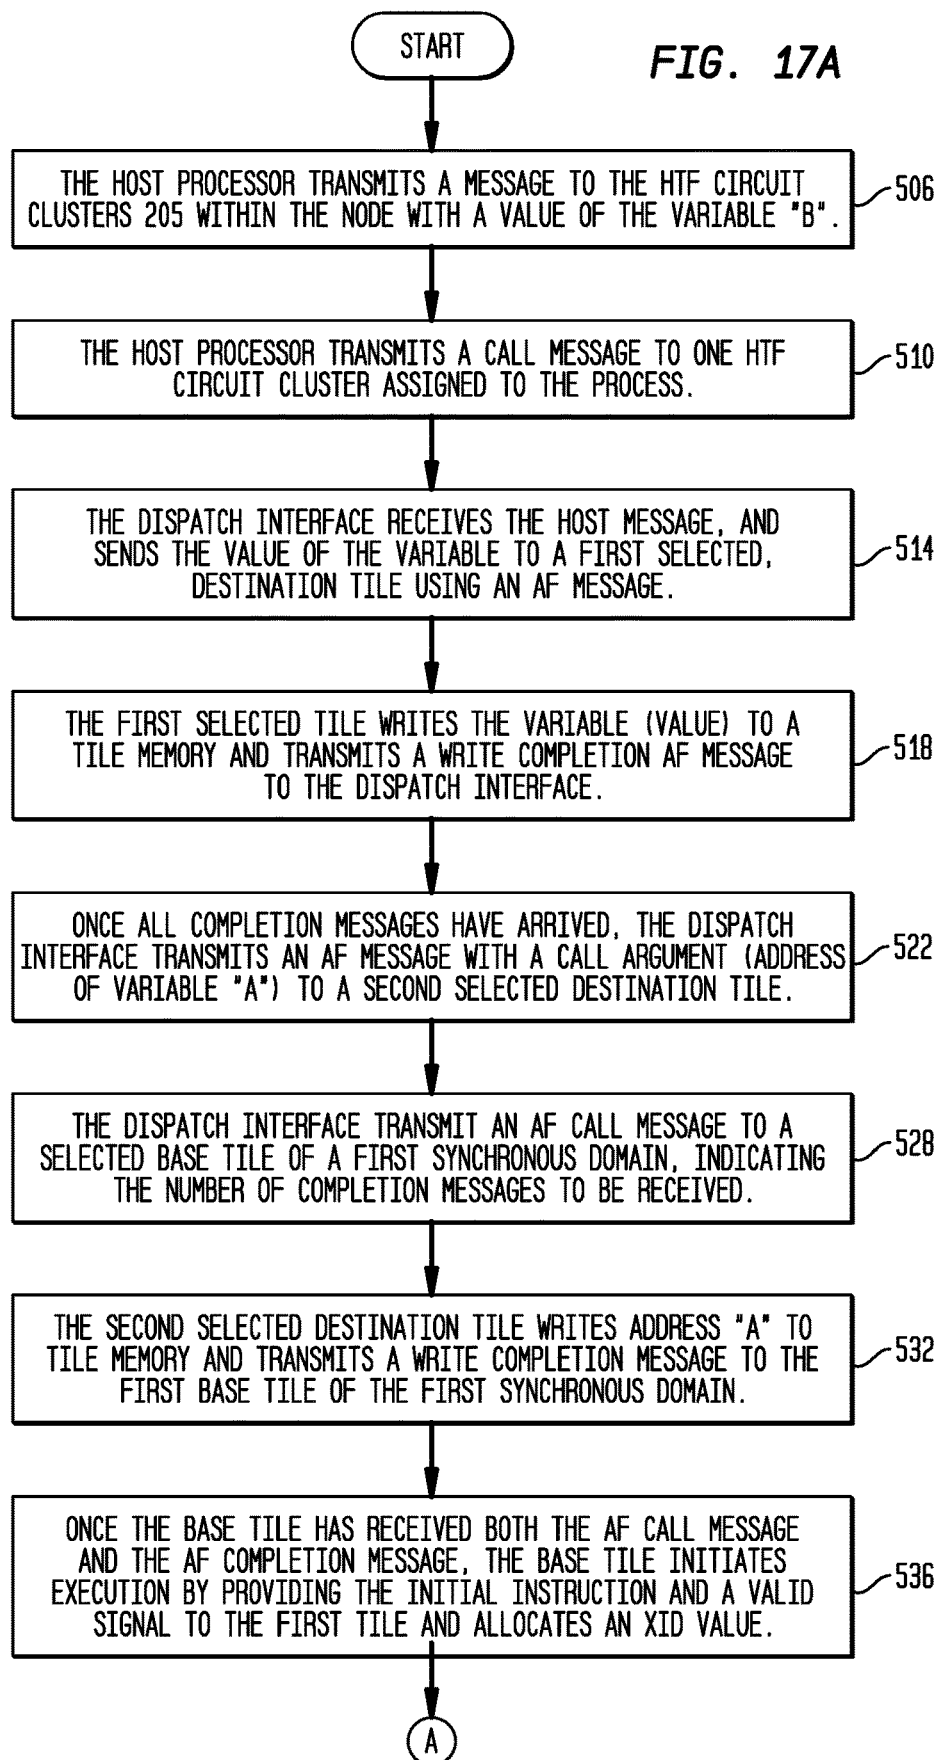 START
FIG. 17A
THE HOST PROCESSOR TRANSMITS A MESSAGE TO THE HTF CIRCUIT
CLUSTERS 205 WITHIN THE NODE WITH A VALUE OF THE VARIABLE "B".
506
THE HOST PROCESSOR TRANSMITS A CALL MESSAGE TO ONE HTF
CIRCUIT CLUSTER ASSIGNED TO THE PROCESS.
510
THE DISPATCH INTERFACE RECEIVES THE HOST MESSAGE, AND
SENDS THE VALUE OF THE VARIABLE TO A FIRST SELECTED,
DESTINATION TILE USING AN AF MESSAGE.
514
THE FIRST SELECTED TILE WRITES THE VARIABLE (VALUE) TO A
TILE MEMORY AND TRANSMITS A WRITE COMPLETION AF MESSAGE
TO THE DISPATCH INTERFACE.
518
ONCE ALL COMPLETION MESSAGES HAVE ARRIVED, THE DISPATCH
INTERFACE TRANSMITS AN AF MESSAGE WITH A CALL ARGUMENT (ADDRESS
OF VARIABLE "A") TO A SECOND SELECTED DESTINATION TILE.
522
THE DISPATCH INTERFACE TRANSMIT AN AF CALL MESSAGE TO A
SELECTED BASE TILE OF A FIRST SYNCHRONOUS DOMAIN, INDICATING
THE NUMBER OF COMPLETION MESSAGES TO BE RECEIVED.
528
THE SECOND SELECTED DESTINATION TILE WRITES ADDRESS "A" TO
TILE MEMORY AND TRANSMITS A WRITE COMPLETION MESSAGE TO THE
FIRST BASE TILE OF THE FIRST SYNCHRONOUS DOMAIN.
532
ONCE THE BASE TILE HAS RECEIVED BOTH THE AF CALL MESSAGE
AND THE AF COMPLETION MESSAGE, THE BASE TILE INITIATES
EXECUTION BY PROVIDING THE INITIAL INSTRUCTION AND A VALID
SIGNAL TO THE FIRST TILE AND ALLOCATES AN XID VALUE.
536
A